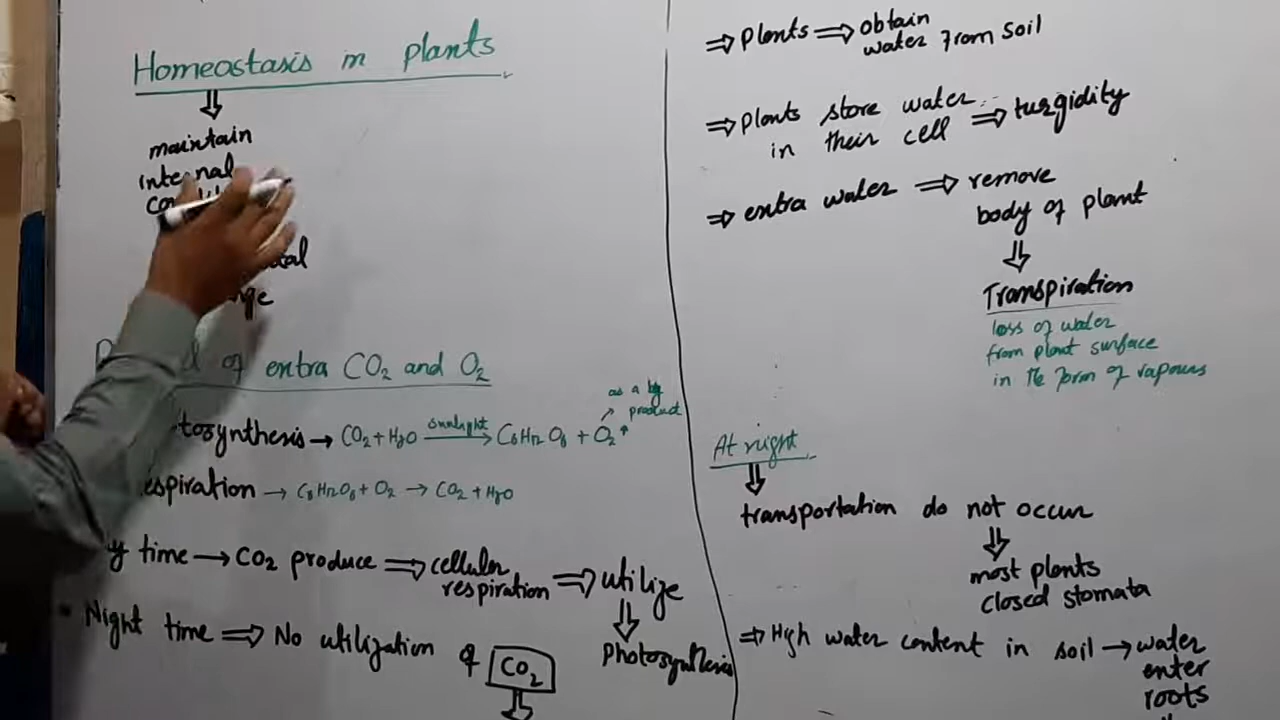 Homeostasis in plants
maintain
internal
of extra CO2 and O2
as a by
product
tosynthesis → CO2 + H2O sunlight C6H12O6 + O2
espiration → C6H12O6 + O2 → CO2 + H2O
y time → CO2 produce ⇒ cellular
respiration ⇒ utilize
Photosynthesis
Night time ⇒ No utilization of CO2
⇒ Plants ⇒ obtain
water from soil
⇒ Plants store water
in their cell ⇒ turgidity
⇒ extra water ⇒ remove
body of plant
Transpiration
loss of water
from plant surface
in the form of vapours
At night
transportation do not occur
most plants
closed stomata
⇒ High water content in soil → water
enter
roots